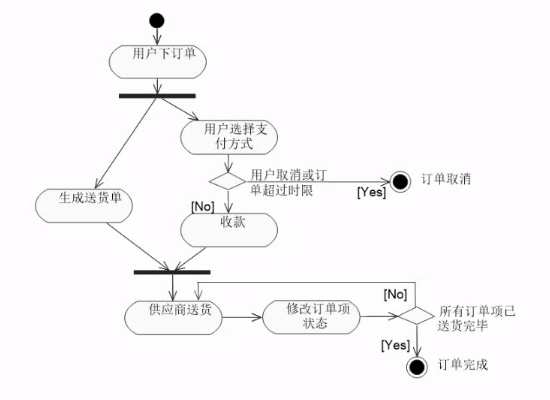 用户下订单
用户选择支
付方式
用户取消或订
单超过时限
[Yes]
订单取消
生成送货单
[No]
收款
供应商送货
修改订单项
状态
[No]
所有订单项已
送货完毕
[Yes]
订单完成